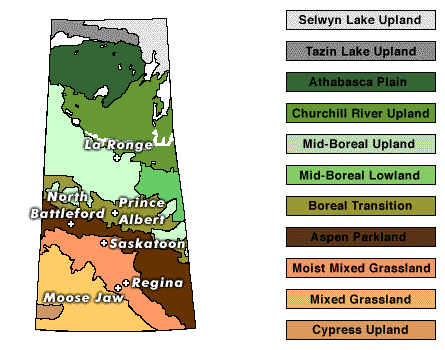 Selwyn Lake Upland
Tazin Lake Upland
Athabasca Plain
Churchill River Upland
Mid-Boreal Upland
Mid-Boreal Lowland
Boreal Transition
Aspen Parkland
Moist Mixed Grassland
Mixed Grassland
Cypress Upland
La Ronge
North
Battleford
Prince
Albert
Saskatoon
Regina
Moose Jaw